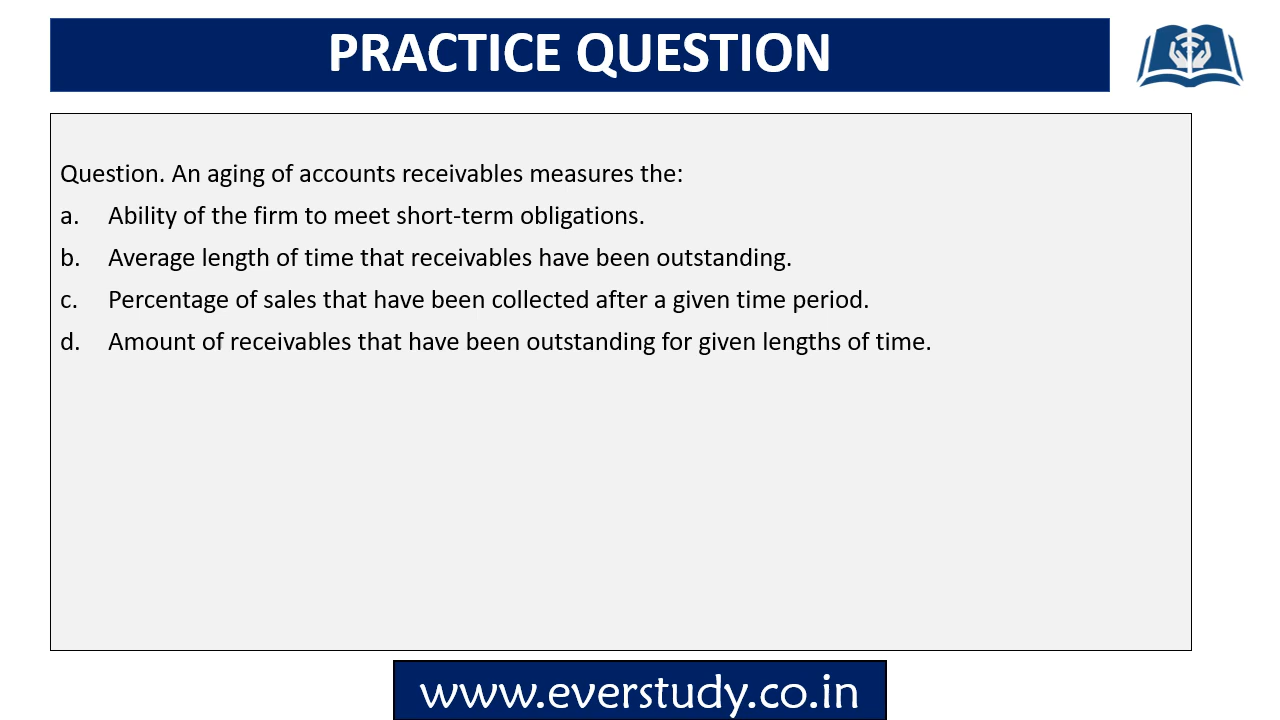 PRACTICE QUESTION
Question. An aging of accounts receivables measures the:
a. Ability of the firm to meet short-term obligations.
b. Average length of time that receivables have been outstanding.
c. Percentage of sales that have been collected after a given time period.
d. Amount of receivables that have been outstanding for given lengths of time.
www.everstudy.co.in